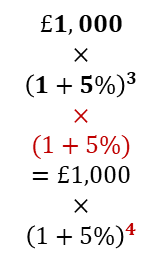 £1,000
×
(1 + 5%)³
×
(1 + 5%)
= £1,000
×
(1 + 5%)⁴